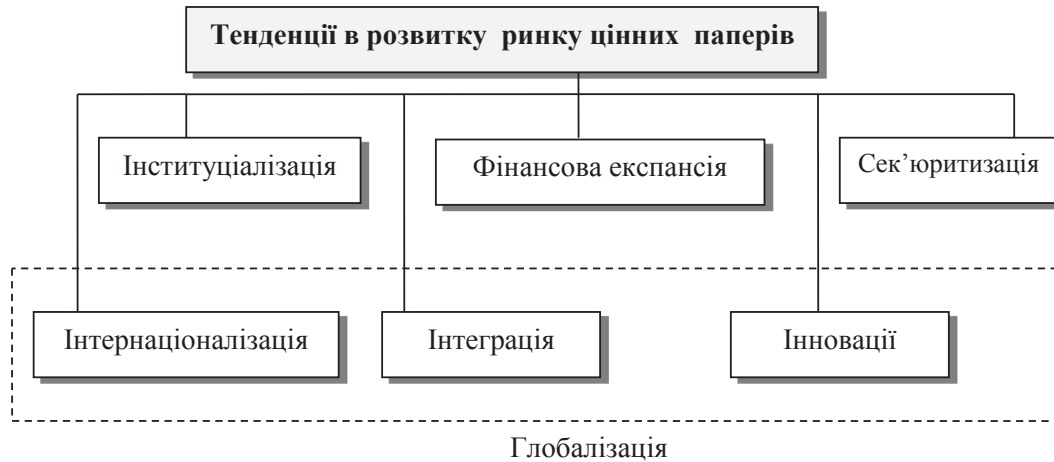 Тенденції в розвитку ринку цінних паперів
Інституціалізація
Фінансова експансія
Сек’юритизація
Інтернаціоналізація
Інтеграція
Інновації
Глобалізація